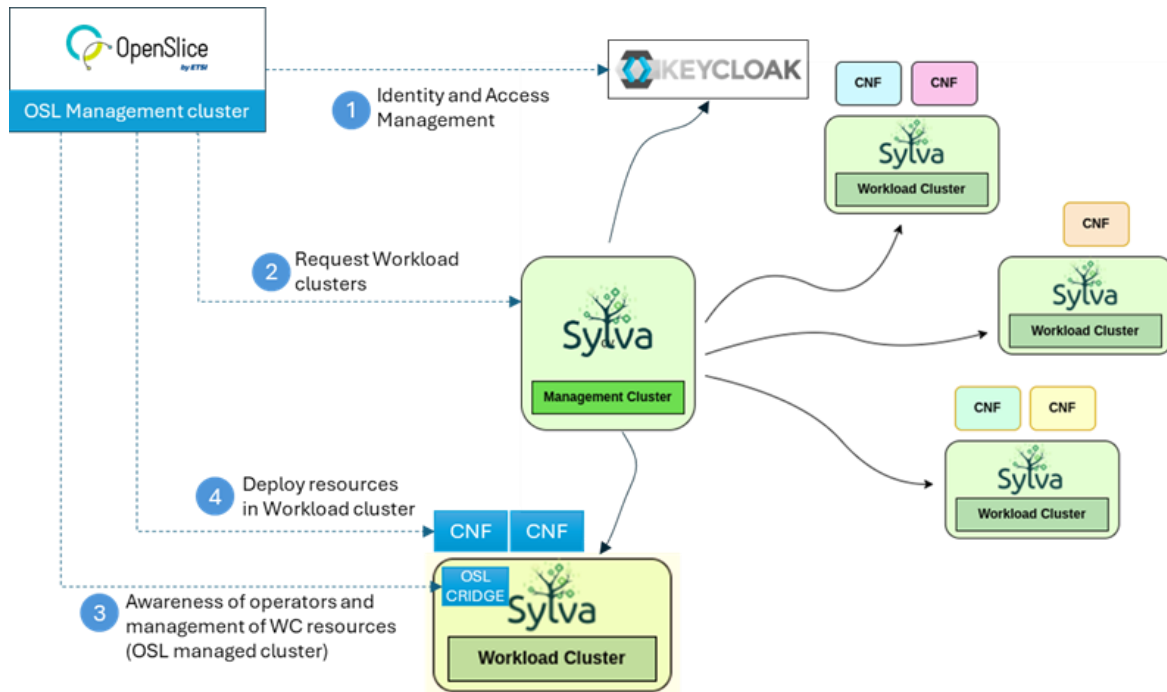 OpenSlice
by ETSI
OSL Management cluster
KEYCLOAK
1
Identity and Access
Management
CNF
CNF
Sylva
Workload Cluster
CNF
Sylva
Workload Cluster
2
Request Workload
clusters
Sylva
Management Cluster
CNF
CNF
Sylva
Workload Cluster
4
Deploy resources
in Workload cluster
CNF
CNF
OSL
CRIDGE
Sylva
Workload Cluster
3
Awareness of operators and
management of WC resources
(OSL managed cluster)